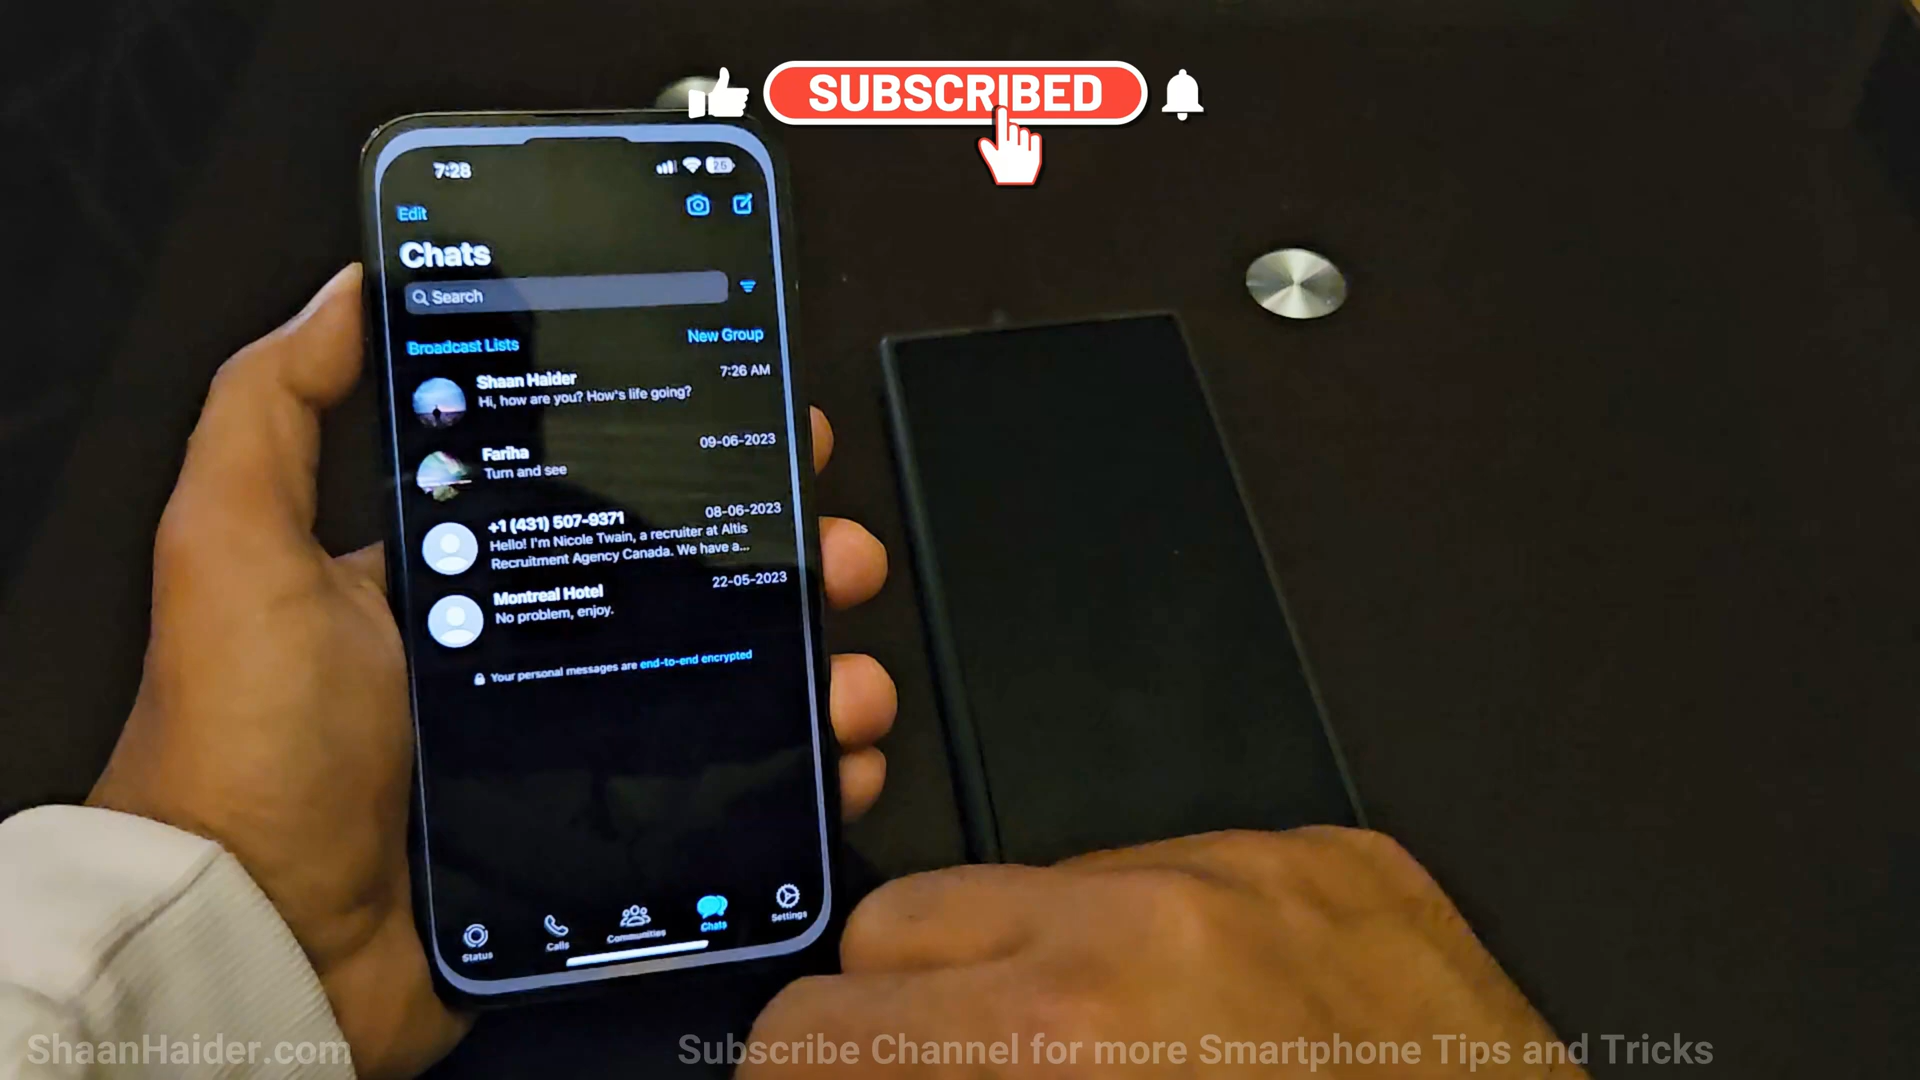 SUBSCRIBED
7:28
25
Edit
Chats
Search
Broadcast Lists
New Group
Shaan Haider
7:26 AM
Hi, how are you? How's life going?
Fariha
09-06-2023
Turn and see
+1 (431) 507-9371
08-06-2023
Hello! I'm Nicole Twain, a recruiter at Altis
Recruitment Agency Canada. We have a...
Montreal Hotel
22-05-2023
No problem, enjoy.
Your personal messages are end-to-end encrypted
Status
Calls
Communities
Chats
Settings
ShaanHaider.com
Subscribe Channel for more Smartphone Tips and Tricks